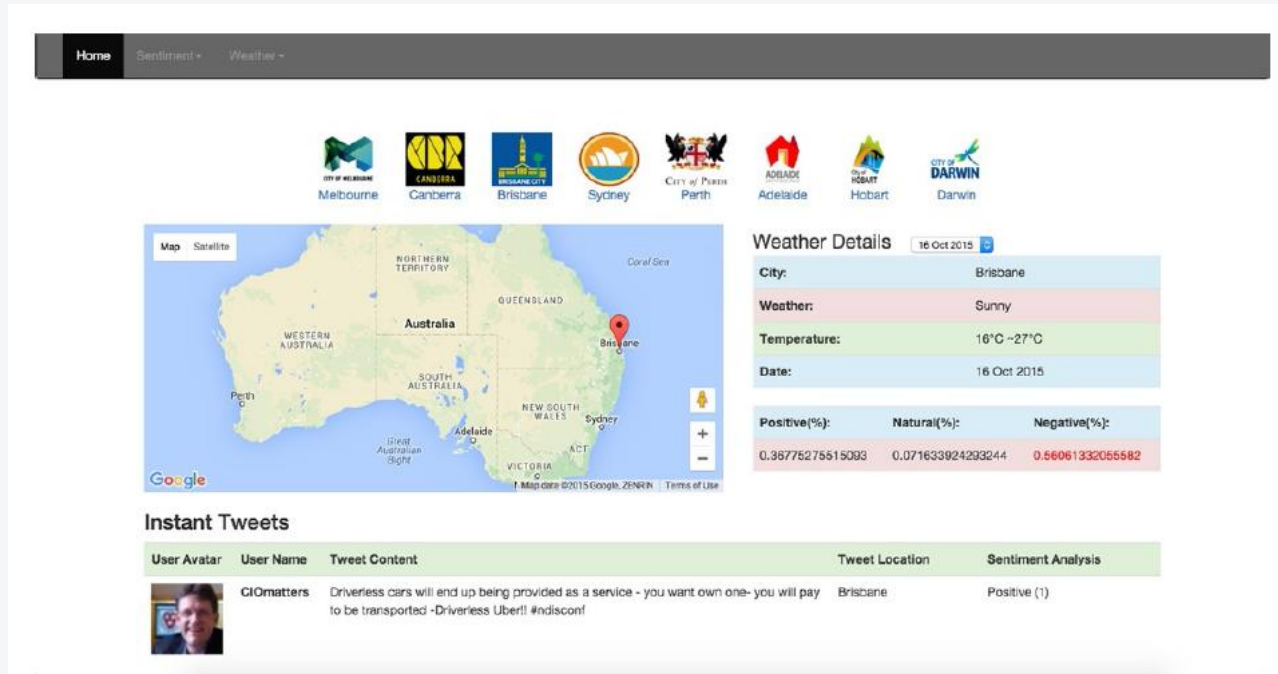 Home Sentiment Weather
CITY OF MELBOURNE
CANBERRA
BRISBANE CITY
CITY of PERTH
ADELAIDE
City of HOBART
CITY OF DARWIN
Melbourne Canberra Brisbane Sydney Perth Adelaide Hobart Darwin
Map Satellite
NORTHERN TERRITORY
Coral Sea
QUEENSLAND
Australia
WESTERN AUSTRALIA
Brisbane
SOUTH AUSTRALIA
Perth
NEW SOUTH WALES
Sydney
Adelaide
Great Australian Bight
ACT
VICTORIA
Google
Map data ©2015 Google, ZENRIN Terms of Use
Weather Details 16 Oct 2015
City: Brisbane
Weather: Sunny
Temperature: 16°C ~27°C
Date: 16 Oct 2015
Positive(%): Natural(%): Negative(%):
0.36775275515093 0.071633924293244 0.56061332055582
Instant Tweets
User Avatar User Name Tweet Content Tweet Location Sentiment Analysis
CIOmatters Driverless cars will end up being provided as a service - you want own one- you will pay Brisbane Positive (1)
to be transported -Driverless Uber!! #ndisconf